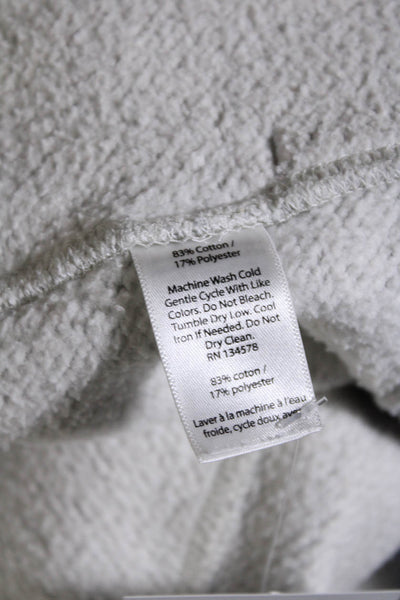 83% Cotton /
17% Polyester
Machine Wash Cold
Gentle Cycle With Like
Colors. Do Not Bleach.
Tumble Dry Low. Cool
Iron If Needed. Do Not
Dry Clean.
RN 134578
83% coton /
17% polyester
Laver à la machine à l'eau
froide, cycle doux avec